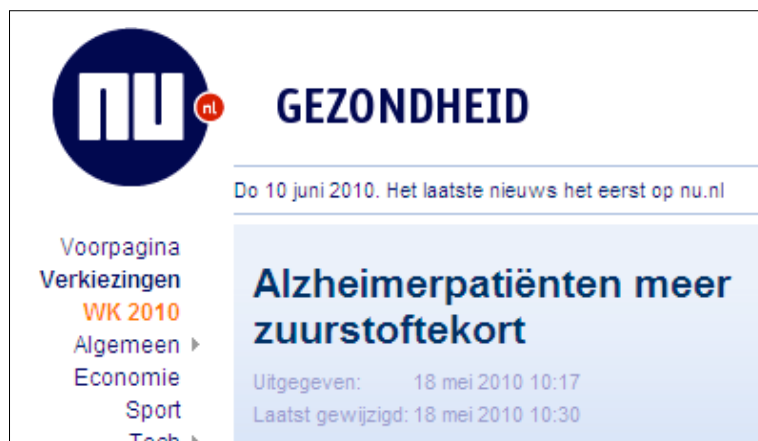 nu
nl
GEZONDHEID
Do 10 juni 2010. Het laatste nieuws het eerst op nu.nl
Voorpagina
Verkiezingen
WK 2010
Algemeen
Economie
Sport
Tech
Alzheimerpatiënten meer
zuurstoftekort
Uitgegeven: 18 mei 2010 10:17
Laatst gewijzigd: 18 mei 2010 10:30